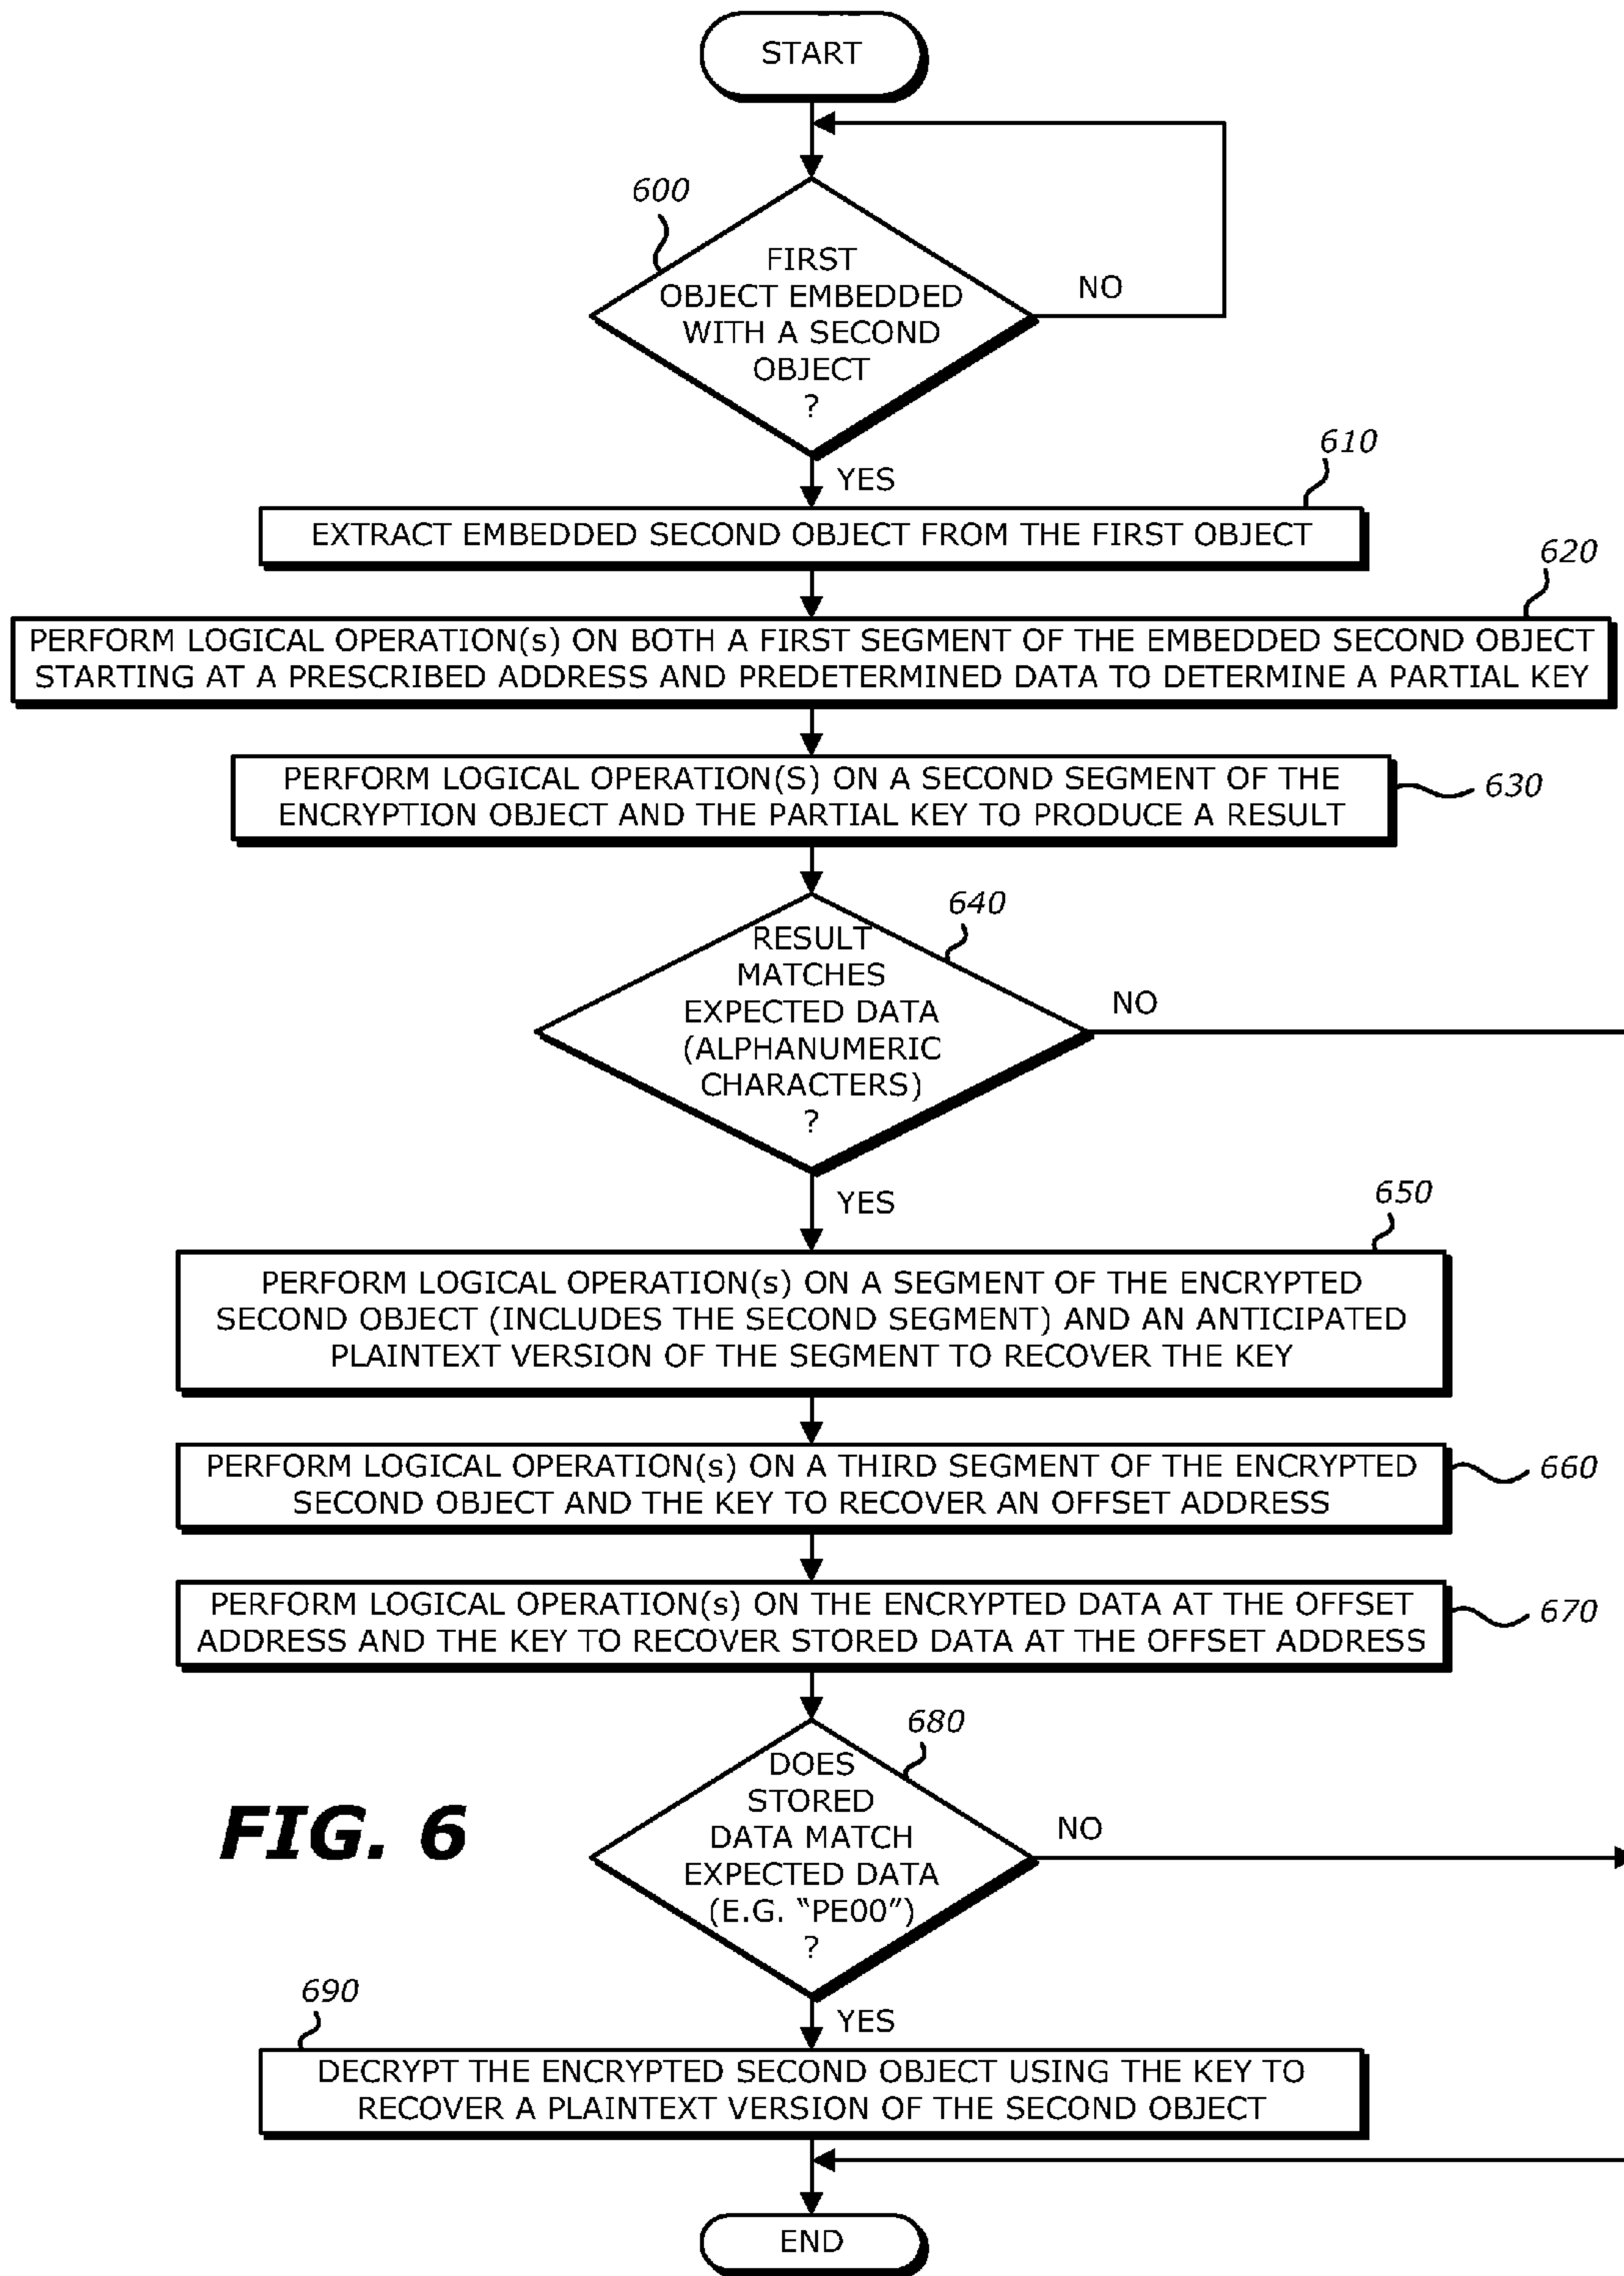 START
600
FIRST
OBJECT EMBEDDED
WITH A SECOND
OBJECT
?
NO
YES
610
EXTRACT EMBEDDED SECOND OBJECT FROM THE FIRST OBJECT
620
PERFORM LOGICAL OPERATION(s) ON BOTH A FIRST SEGMENT OF THE EMBEDDED SECOND OBJECT
STARTING AT A PRESCRIBED ADDRESS AND PREDETERMINED DATA TO DETERMINE A PARTIAL KEY
PERFORM LOGICAL OPERATION(S) ON A SECOND SEGMENT OF THE
ENCRYPTION OBJECT AND THE PARTIAL KEY TO PRODUCE A RESULT
630
640
RESULT
MATCHES
EXPECTED DATA
(ALPHANUMERIC
CHARACTERS)
?
NO
YES
650
PERFORM LOGICAL OPERATION(s) ON A SEGMENT OF THE ENCRYPTED
SECOND OBJECT (INCLUDES THE SECOND SEGMENT) AND AN ANTICIPATED
PLAINTEXT VERSION OF THE SEGMENT TO RECOVER THE KEY
PERFORM LOGICAL OPERATION(s) ON A THIRD SEGMENT OF THE ENCRYPTED
SECOND OBJECT AND THE KEY TO RECOVER AN OFFSET ADDRESS
660
PERFORM LOGICAL OPERATION(s) ON THE ENCRYPTED DATA AT THE OFFSET
ADDRESS AND THE KEY TO RECOVER STORED DATA AT THE OFFSET ADDRESS
670
680
DOES
STORED
DATA MATCH
EXPECTED DATA
(E.G. “PE00”)
?
NO
FIG. 6
YES
690
DECRYPT THE ENCRYPTED SECOND OBJECT USING THE KEY TO
RECOVER A PLAINTEXT VERSION OF THE SECOND OBJECT
END